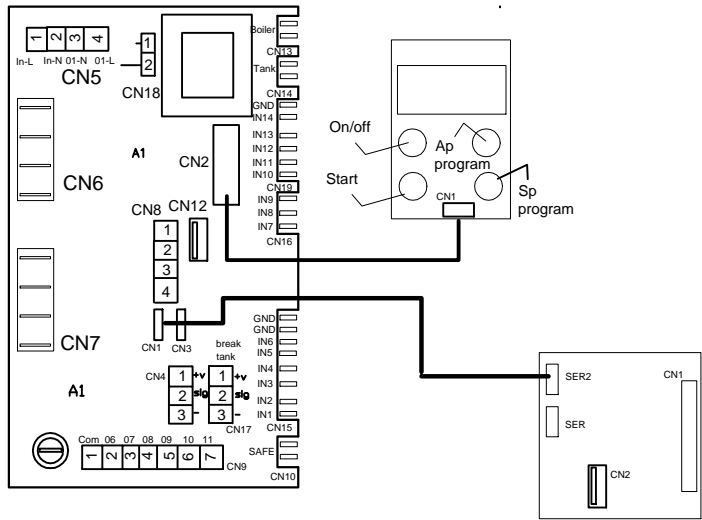 Boiler
1 2 3 4
In-L In-N 01-N 01-L
CN5
1
2
CN18
CN13
Tank
CN14
GND
IN14
IN13
IN12
IN11
IN10
CN19
A1
CN2
CN6
CN8
CN12
IN9
IN8
IN7
CN16
1
2
3
4
On/off
Start
Ap
program
Sp
program
CN1
CN7
CN1
CN3
GND
GND
IN6
IN5
IN4
IN3
IN2
IN1
CN15
break
tank
CN4
1 +v
2 sig
3 -
1 +v
2 sig
3 -
CN17
A1
Com 06 07 08 09 10 11
1 2 3 4 5 6 7
CN9
SAFE
CN10
SER2
SER
CN1
CN2